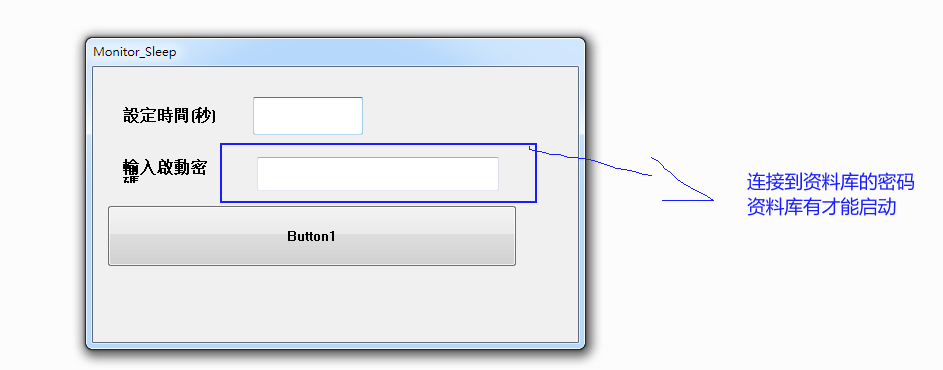 Monitor_Sleep
設定時間(秒)
輸入啟動密
碼
Button1
连接到资料库的密码
资料库有才能启动